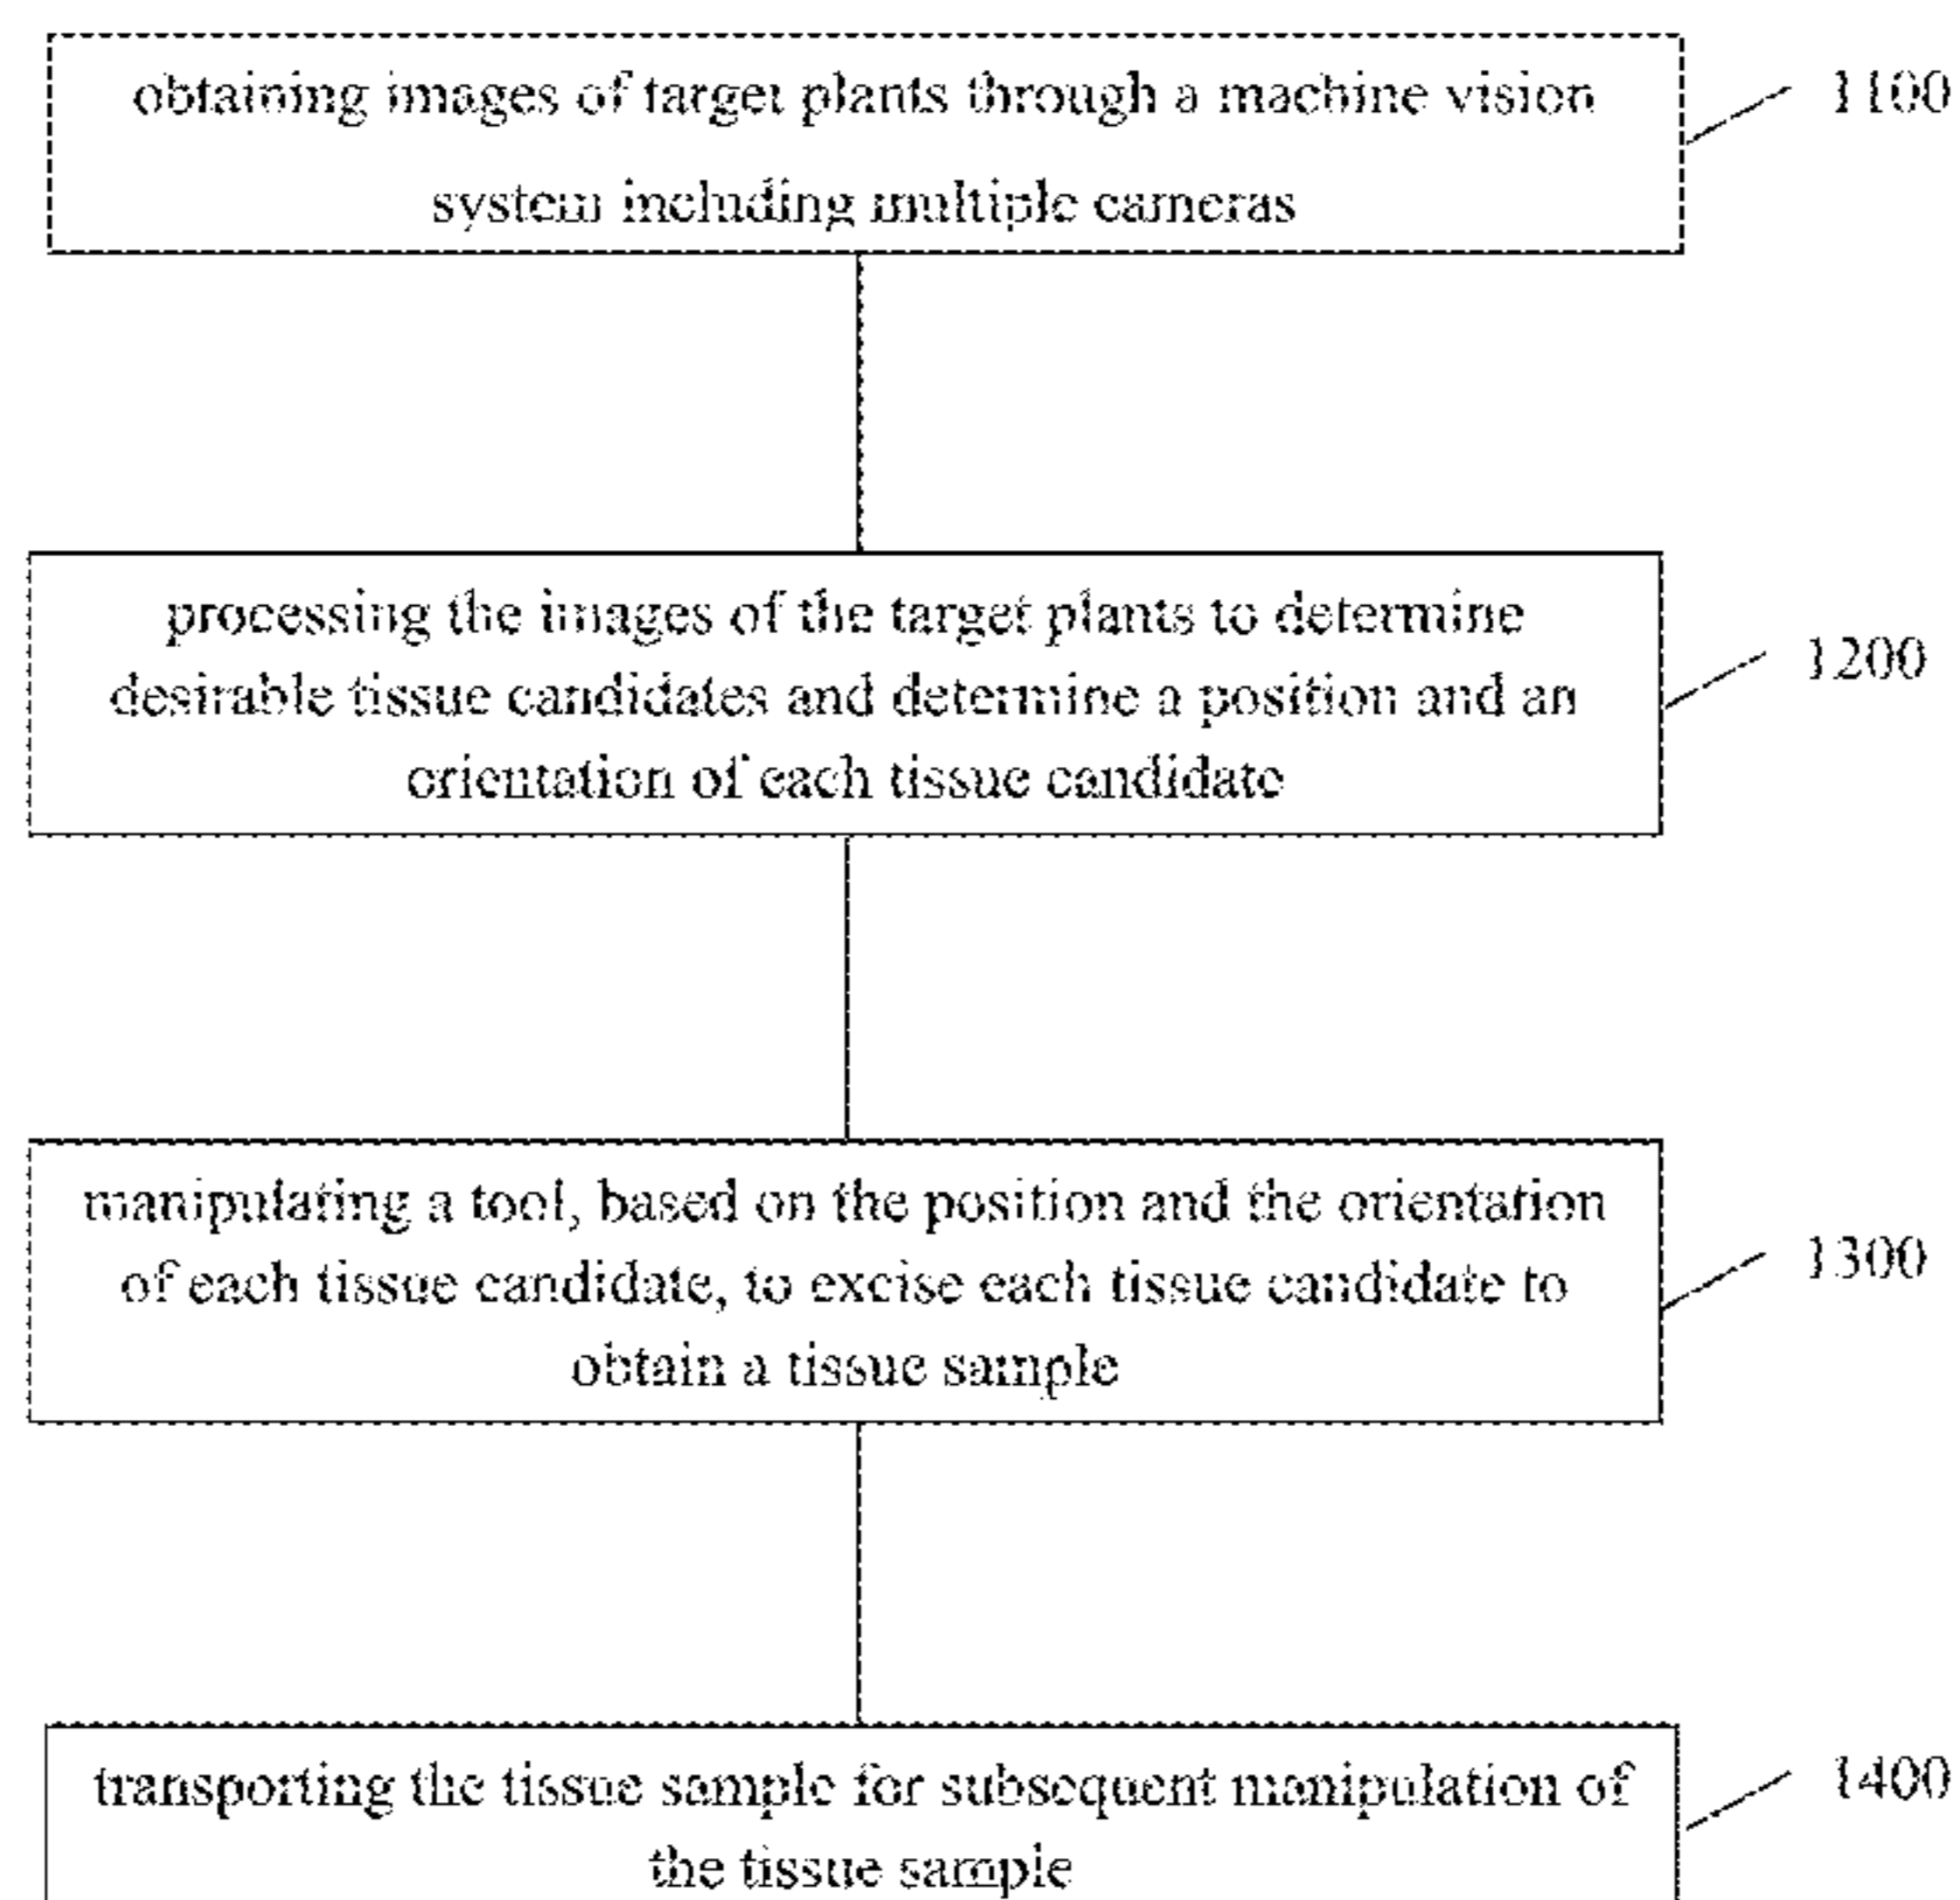 obtaining images of target plants through a machine vision
system including multiple cameras
1100
processing the images of the target plants to determine
desirable tissue candidates and determine a position and an
orientation of each tissue candidate
1200
manipulating a tool, based on the position and the orientation
of each tissue candidate, to excise each tissue candidate to
obtain a tissue sample
1300
transporting the tissue sample for subsequent manipulation of
the tissue sample
1400